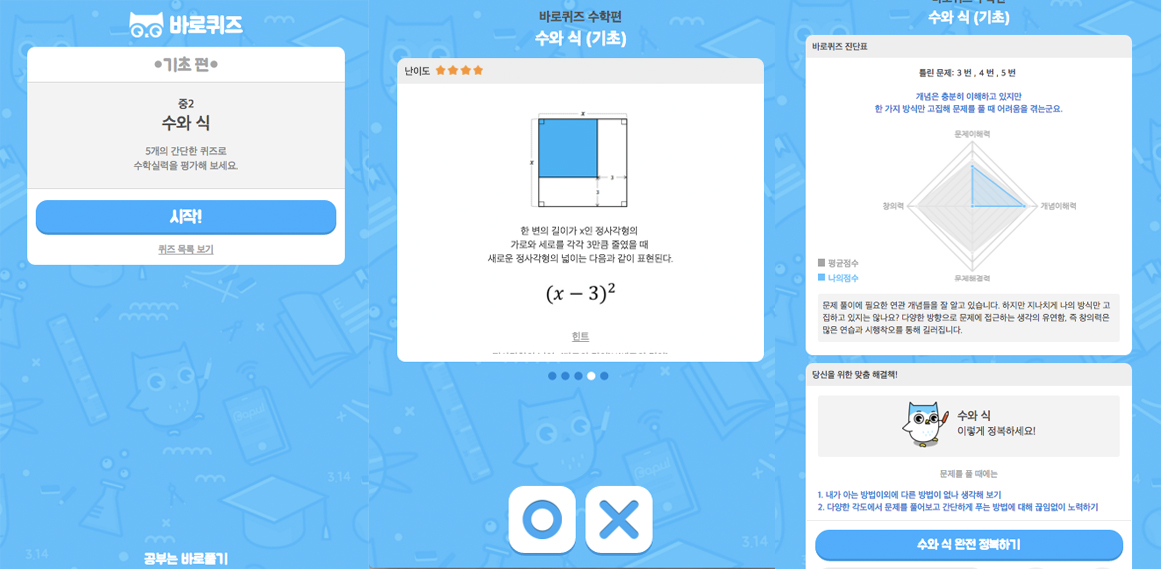 바로퀴즈
•기초 편•
중2
수와 식
5개의 간단한 퀴즈로
수학실력을 평가해 보세요.
시작!
퀴즈 목록 보기
3.14
3.14
공부는 바로풀기
바로퀴즈 수학편
수와 식 (기초)
난이도 ★★★★
x
x
3
3
한 변의 길이가 x인 정사각형의
가로와 세로를 각각 3만큼 줄였을 때
새로운 정사각형의 넓이는 다음과 같이 표현된다.
(x − 3)²
힌트
3.14
수와 식 (기초)
바로퀴즈 진단표
틀린 문제: 3 번 , 4 번 , 5 번
개념은 충분히 이해하고 있지만
한 가지 방식만 고집해 문제를 풀 때 어려움을 겪는군요.
문제이해력
창의력
개념이해력
문제해결력
평균점수
나의점수
문제 풀이에 필요한 연관 개념들을 잘 알고 있습니다. 하지만 지나치게 나의 방식만 고
집하고 있지는 않나요? 다양한 방향으로 문제에 접근하는 생각의 유연함, 즉 창의력은
많은 연습과 시행착오를 통해 길러집니다.
당신을 위한 맞춤 해결책!
수와 식
이렇게 정복하세요!
문제를 풀 때에는
1. 내가 아는 방법이외에 다른 방법이 없나 생각해 보기
2. 다양한 각도에서 문제를 풀어보고 간단하게 푸는 방법에 대해 끊임없이 노력하기
수와 식 완전 정복하기